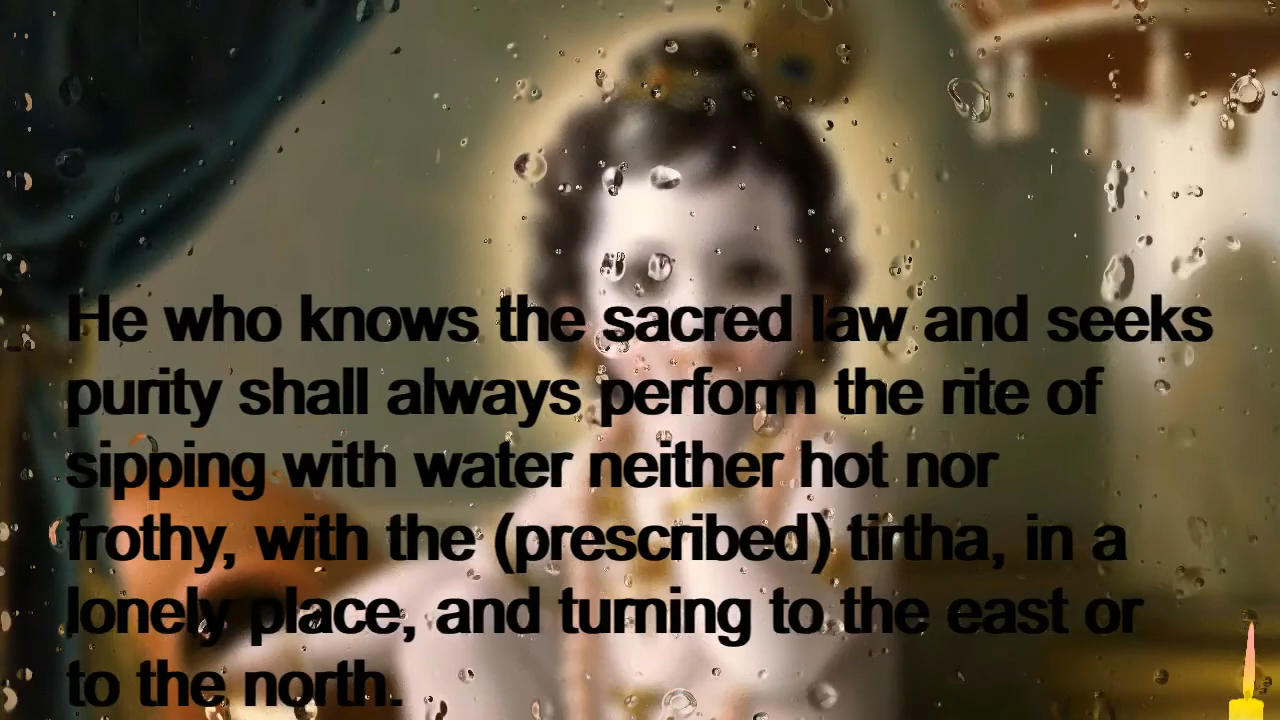 He who knows the sacred law and seeks
purity shall always perform the rite of
sipping with water neither hot nor
frothy, with the (prescribed) tirtha, in a
lonely place, and turning to the east or
to the north.